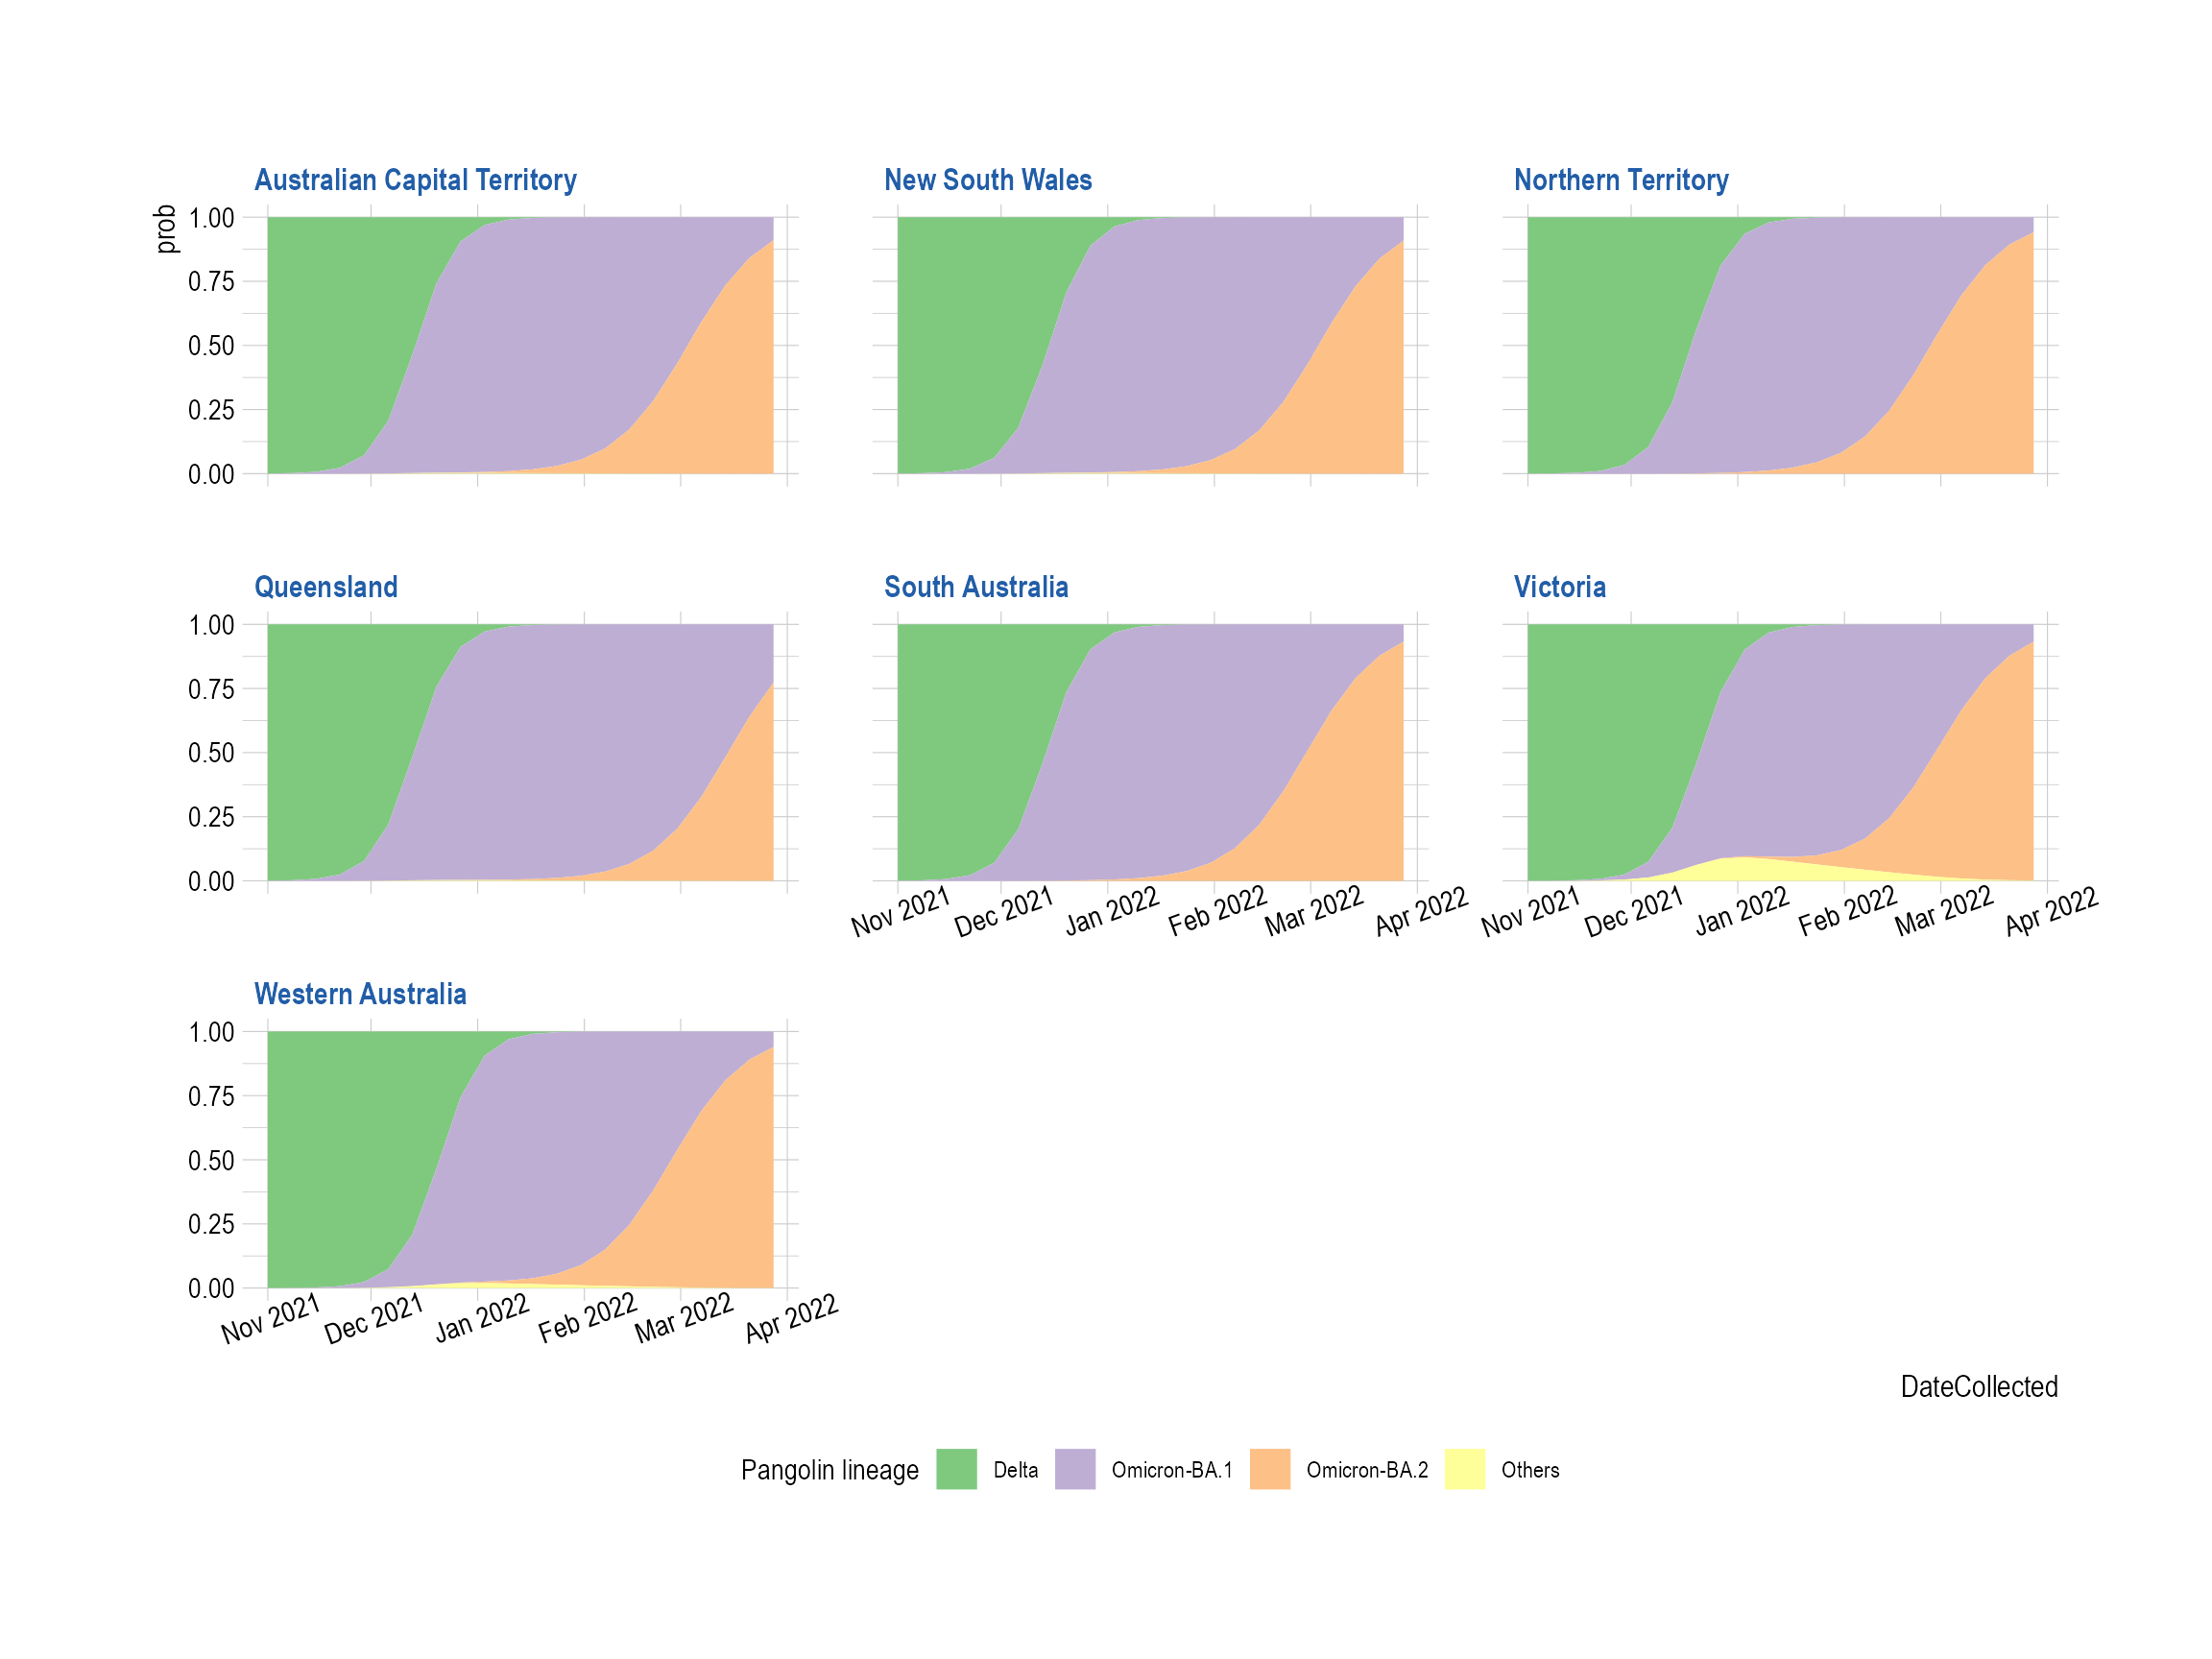 Australian Capital Territory
New South Wales
Northern Territory
prob
1.00
0.75
0.50
0.25
0.00
Queensland
South Australia
Victoria
1.00
0.75
0.50
0.25
0.00
Nov 2021 Dec 2021 Jan 2022 Feb 2022 Mar 2022 Apr 2022
Nov 2021 Dec 2021 Jan 2022 Feb 2022 Mar 2022 Apr 2022
Western Australia
1.00
0.75
0.50
0.25
0.00
Nov 2021 Dec 2021 Jan 2022 Feb 2022 Mar 2022 Apr 2022
DateCollected
Pangolin lineage Delta Omicron-BA.1 Omicron-BA.2 Others